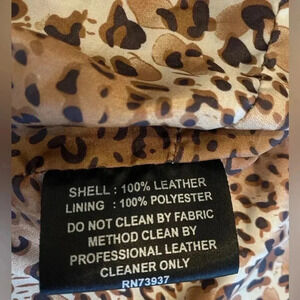 SHELL : 100% LEATHER
LINING : 100% POLYESTER
DO NOT CLEAN BY FABRIC
METHOD CLEAN BY
PROFESSIONAL LEATHER
CLEANER ONLY
RN73937